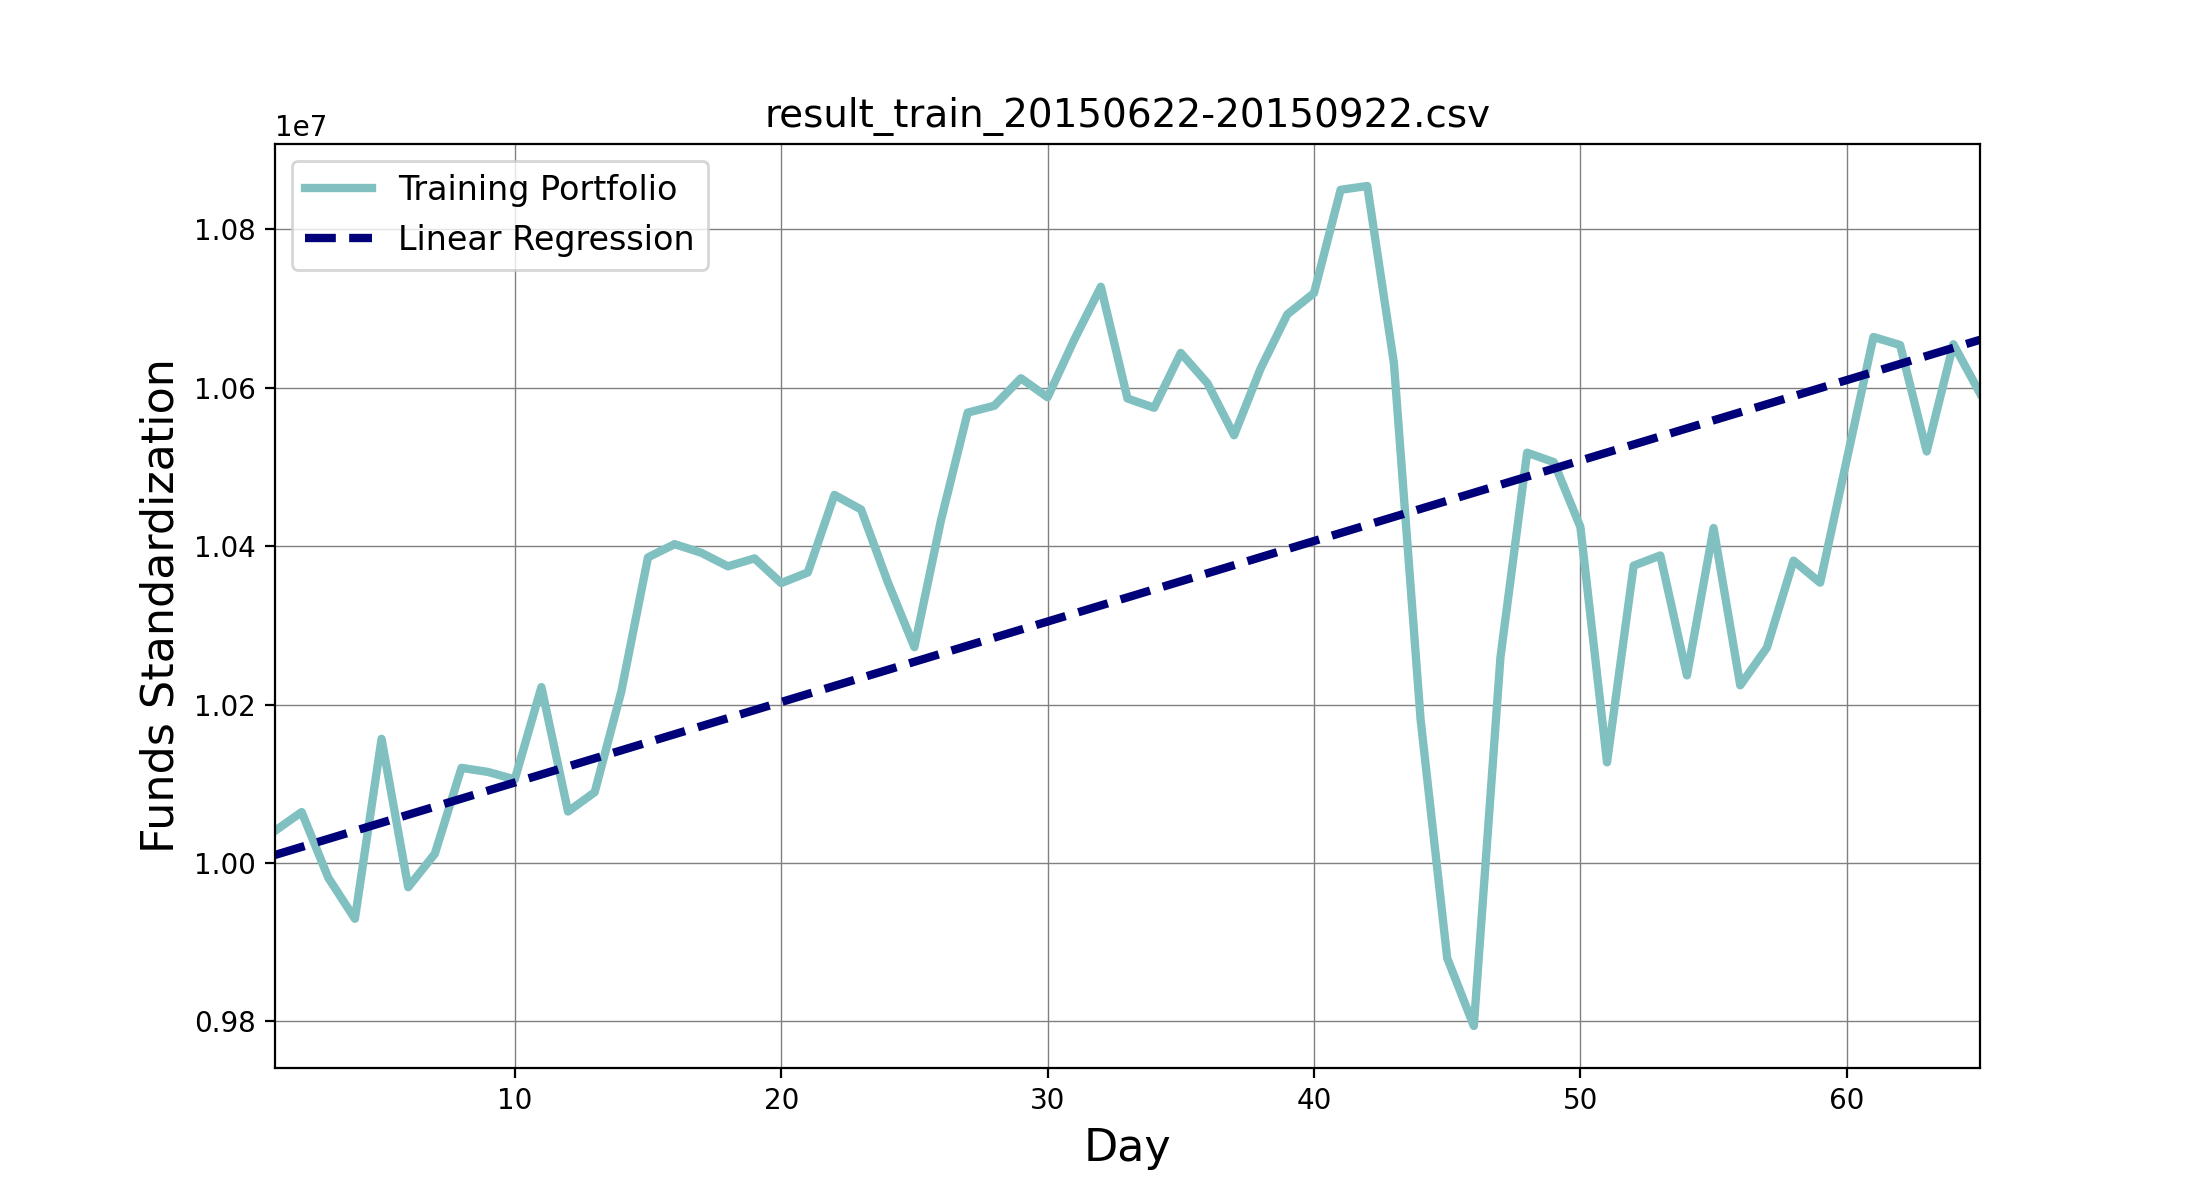 result_train_20150622-20150922.csv
1e7
Training Portfolio
Linear Regression
1.08
1.06
1.04
1.02
1.00
0.98
Funds Standardization
10 20 30 40 50 60
Day